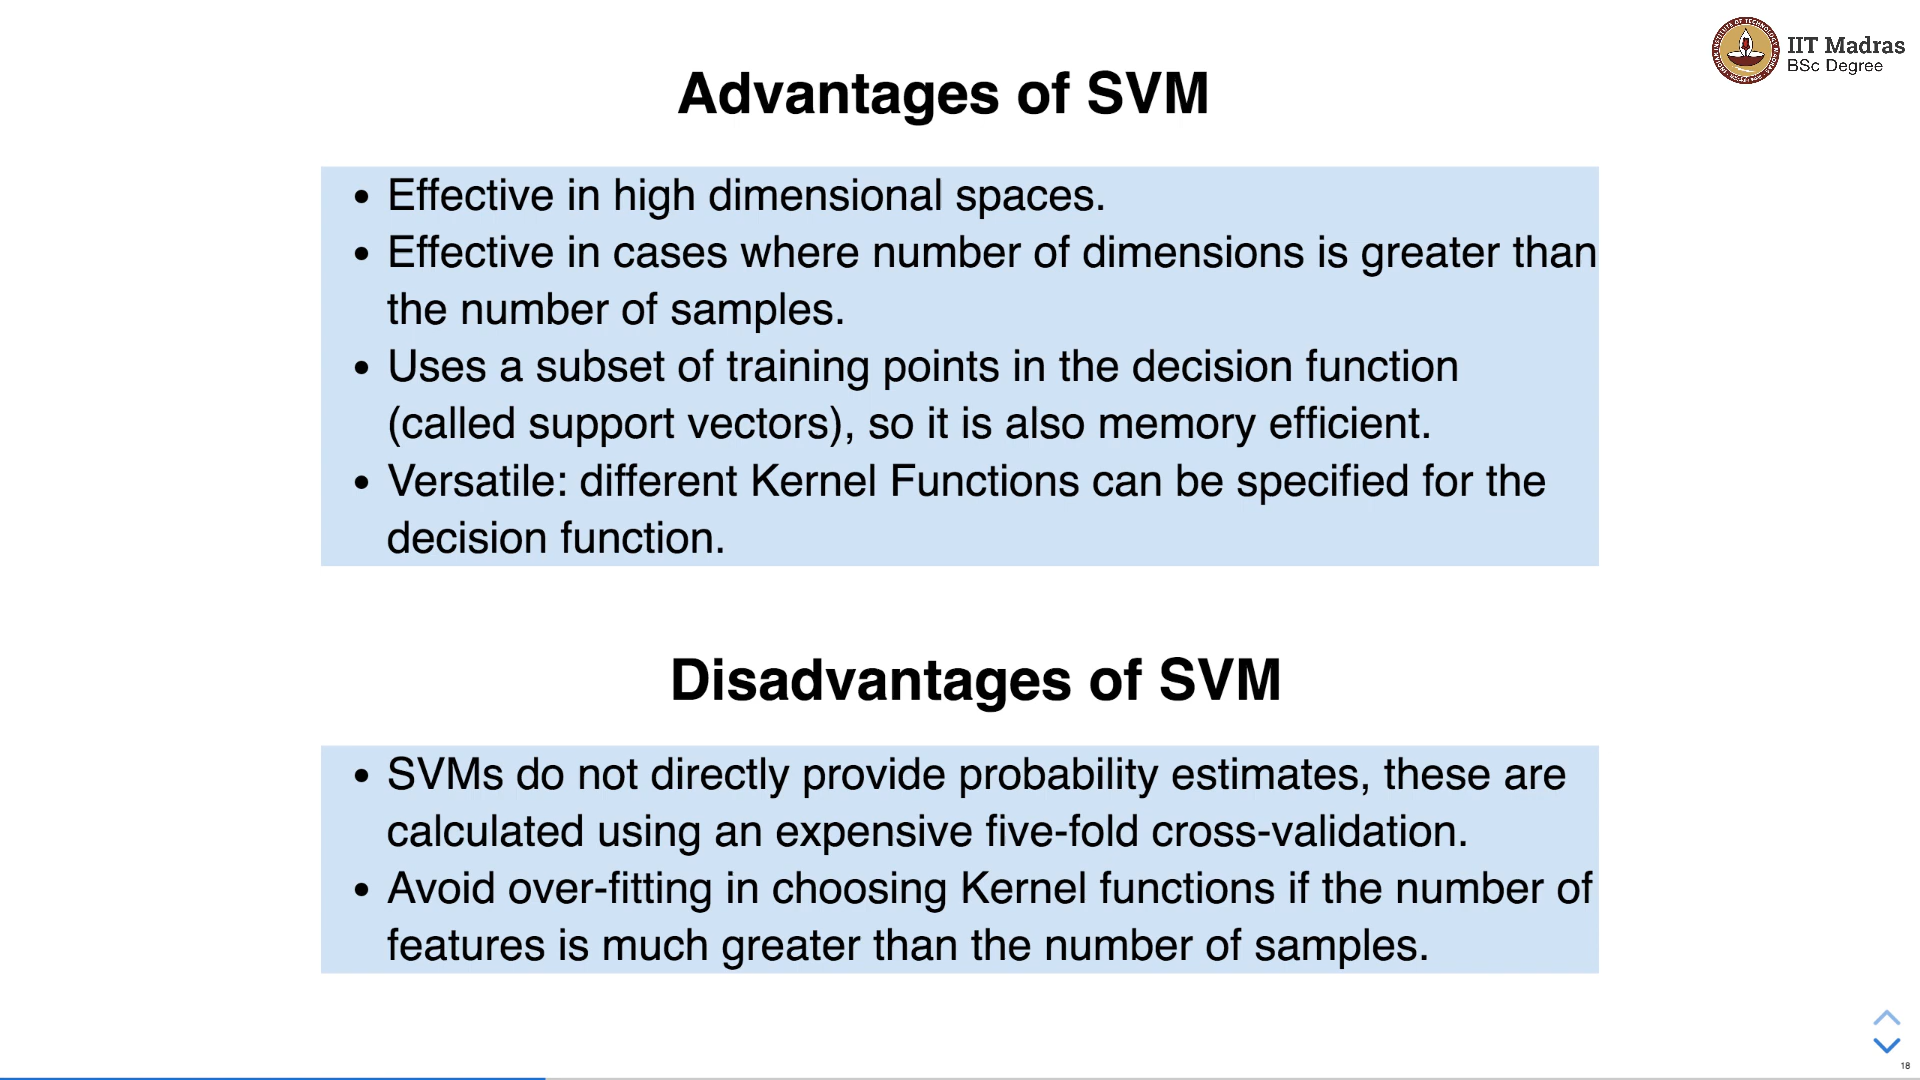 IIT Madras
BSc Degree
Advantages of SVM
• Effective in high dimensional spaces.
• Effective in cases where number of dimensions is greater than
the number of samples.
• Uses a subset of training points in the decision function
(called support vectors), so it is also memory efficient.
• Versatile: different Kernel Functions can be specified for the
decision function.
Disadvantages of SVM
• SVMs do not directly provide probability estimates, these are
calculated using an expensive five-fold cross-validation.
• Avoid over-fitting in choosing Kernel functions if the number of
features is much greater than the number of samples.
18